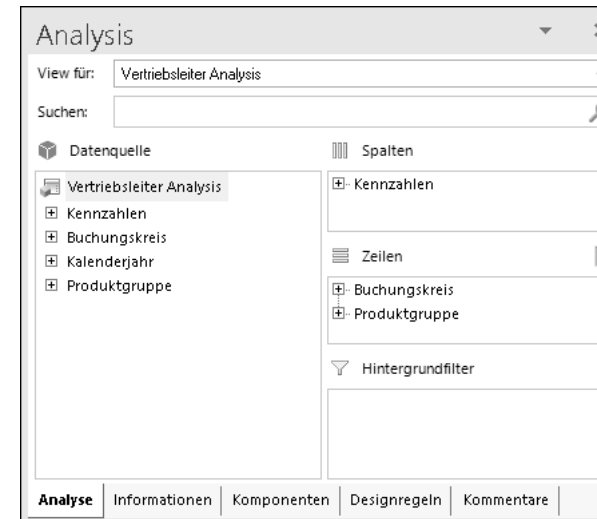 Analysis
View für: Vertriebsleiter Analysis
Suchen:
Datenquelle
Vertriebsleiter Analysis
Kennzahlen
Buchungskreis
Kalenderjahr
Produktgruppe
Spalten
Kennzahlen
Zeilen
Buchungskreis
Produktgruppe
Hintergrundfilter
Analyse Informationen Komponenten Designregeln Kommentare